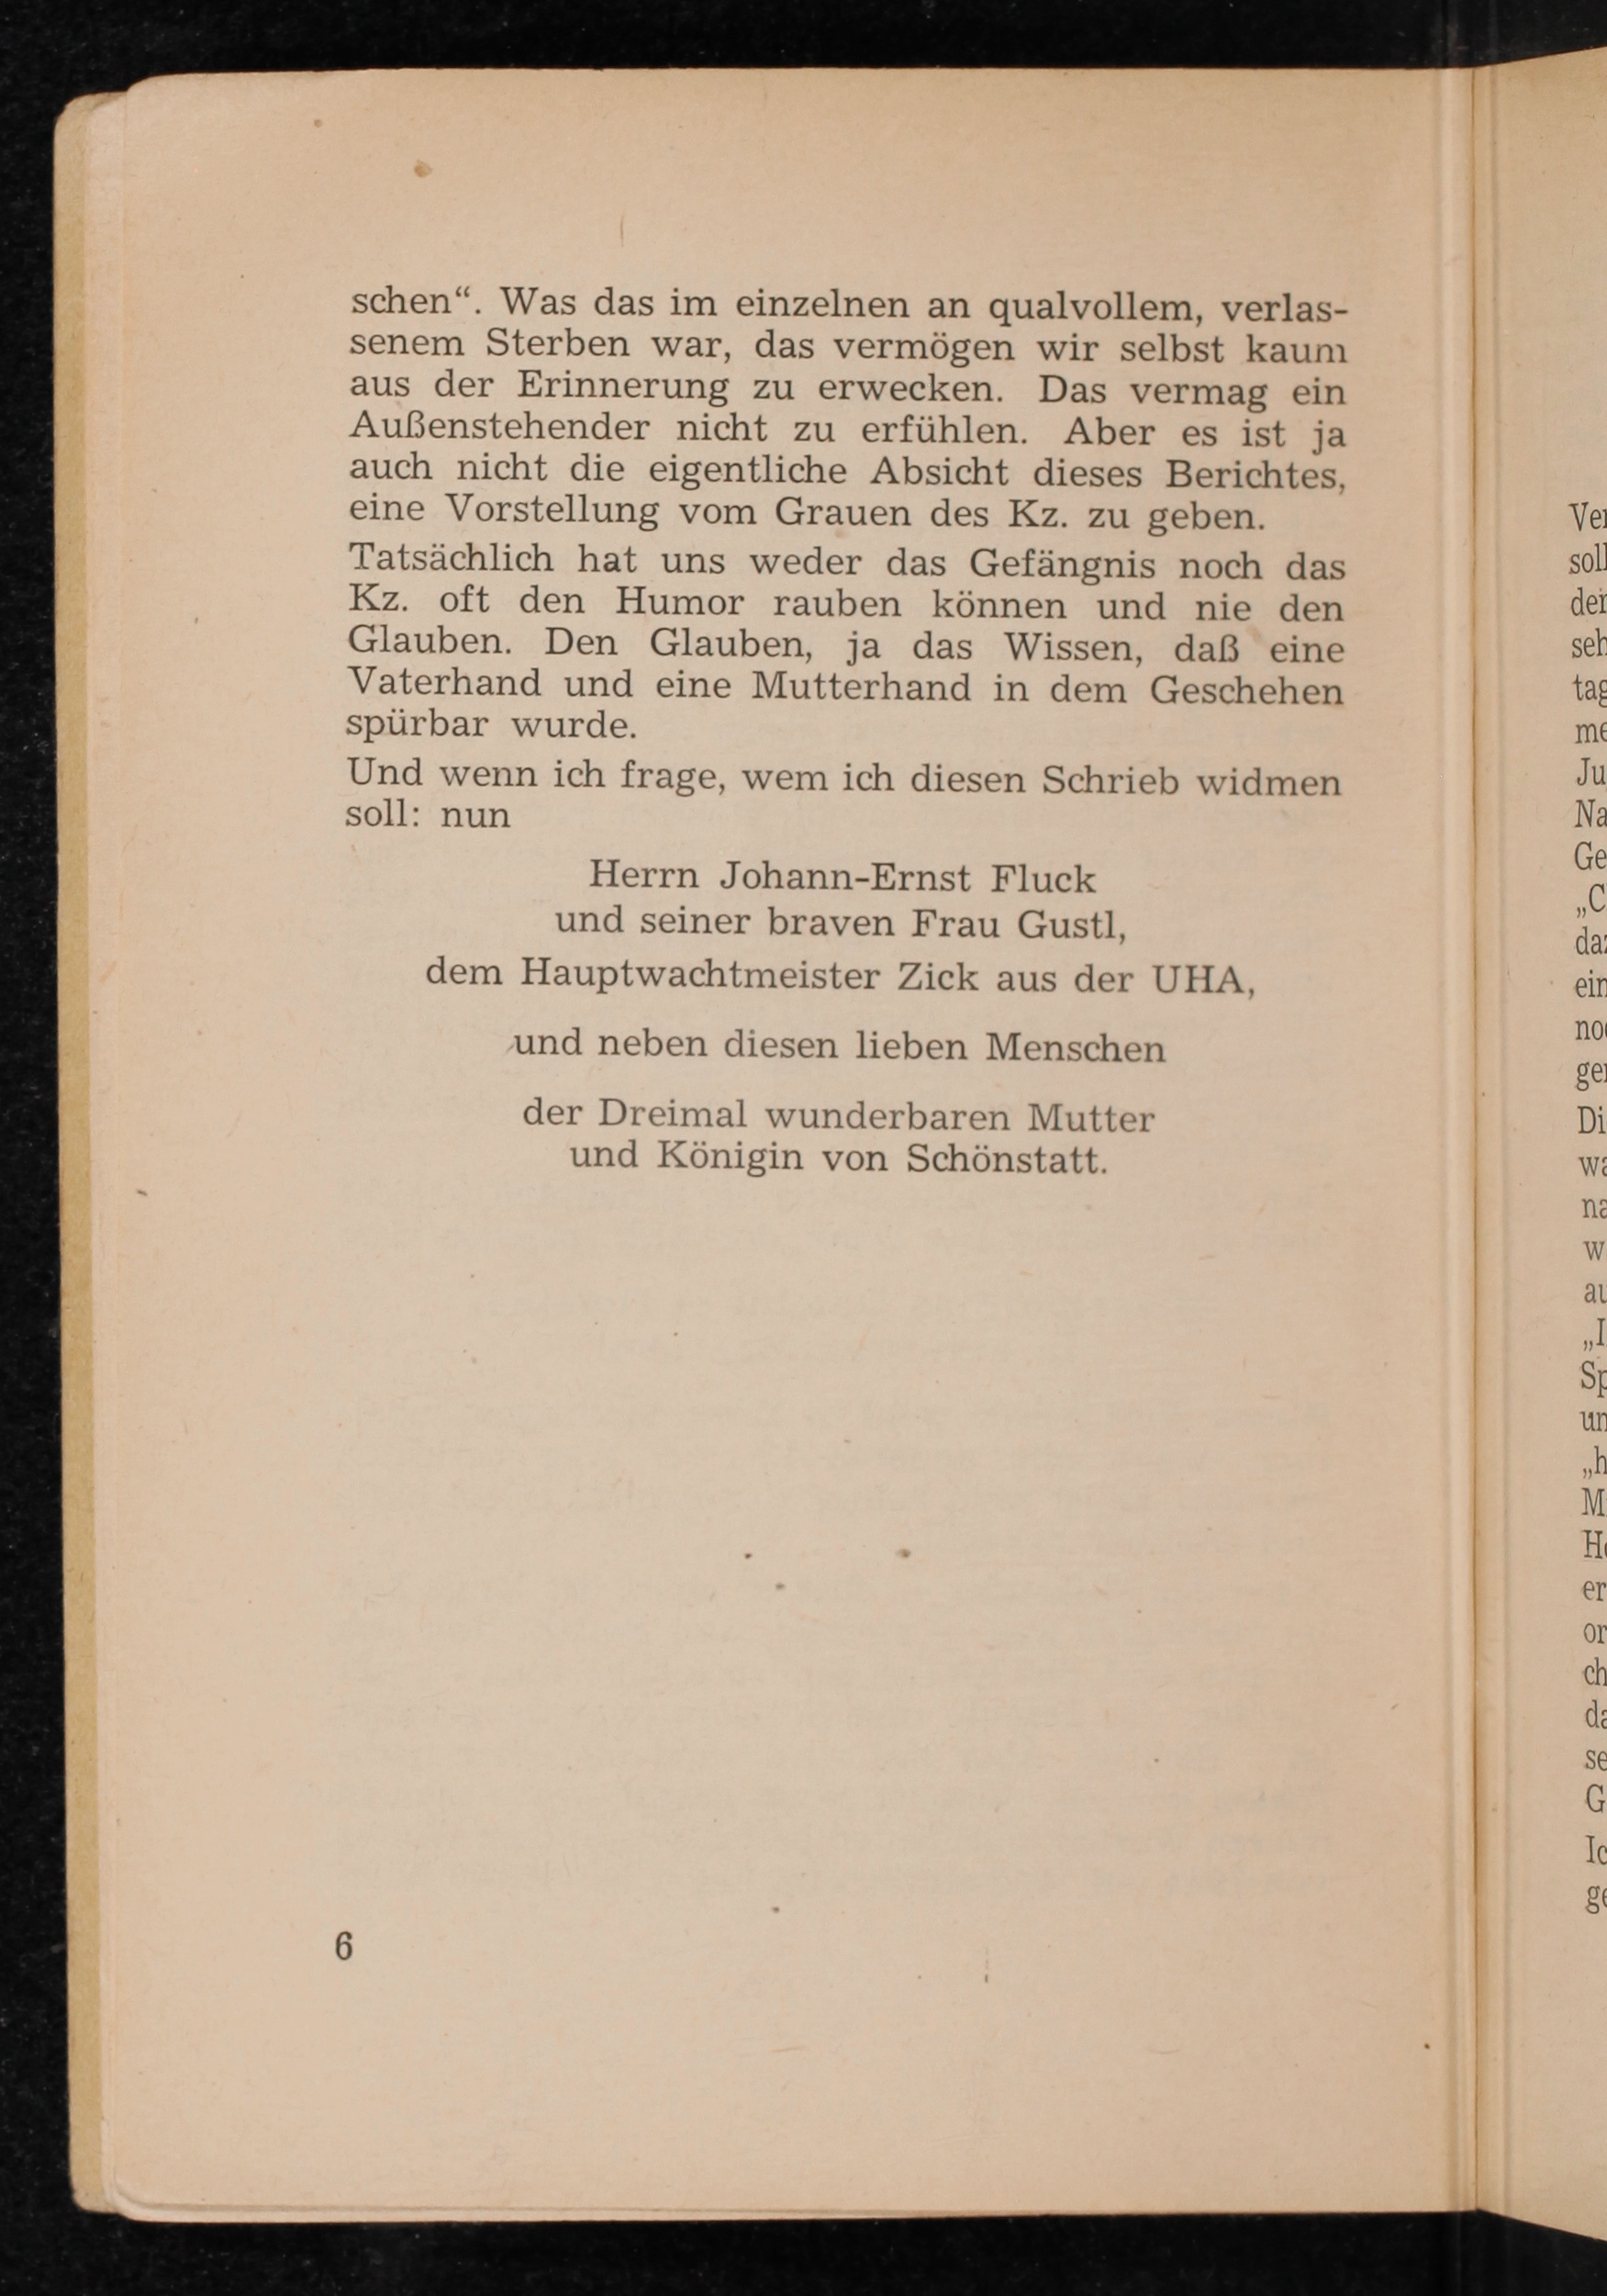 schen“. Was das im einzelnen an qualvollem, verlas-
senem Sterben war, das vermögen wir selbst kaum
aus der Erinnerung zu erwecken. Das vermag ein
Außenstehender nicht zu erfühlen. Aber es ist ja
auch nicht die eigentliche Absicht dieses Berichtes,
eine Vorstellung vom Grauen des Kz. zu geben.
Tatsächlich hat uns weder das Gefängnis noch das
Kz. oft den Humor rauben können und nie den
Glauben. Den Glauben, ja das Wissen, daß eine
Vaterhand und eine Mutterhand in dem Geschehen
spürbar wurde.
Und wenn ich frage, wem ich diesen Schrieb widmen
soll: nun
Herrn Johann-Ernst Fluck
und seiner braven Frau Gustl,
dem Hauptwachtmeister Zick aus der UHA,
und neben diesen lieben Menschen
der Dreimal wunderbaren Mutter
und Königin von Schönstatt.
6